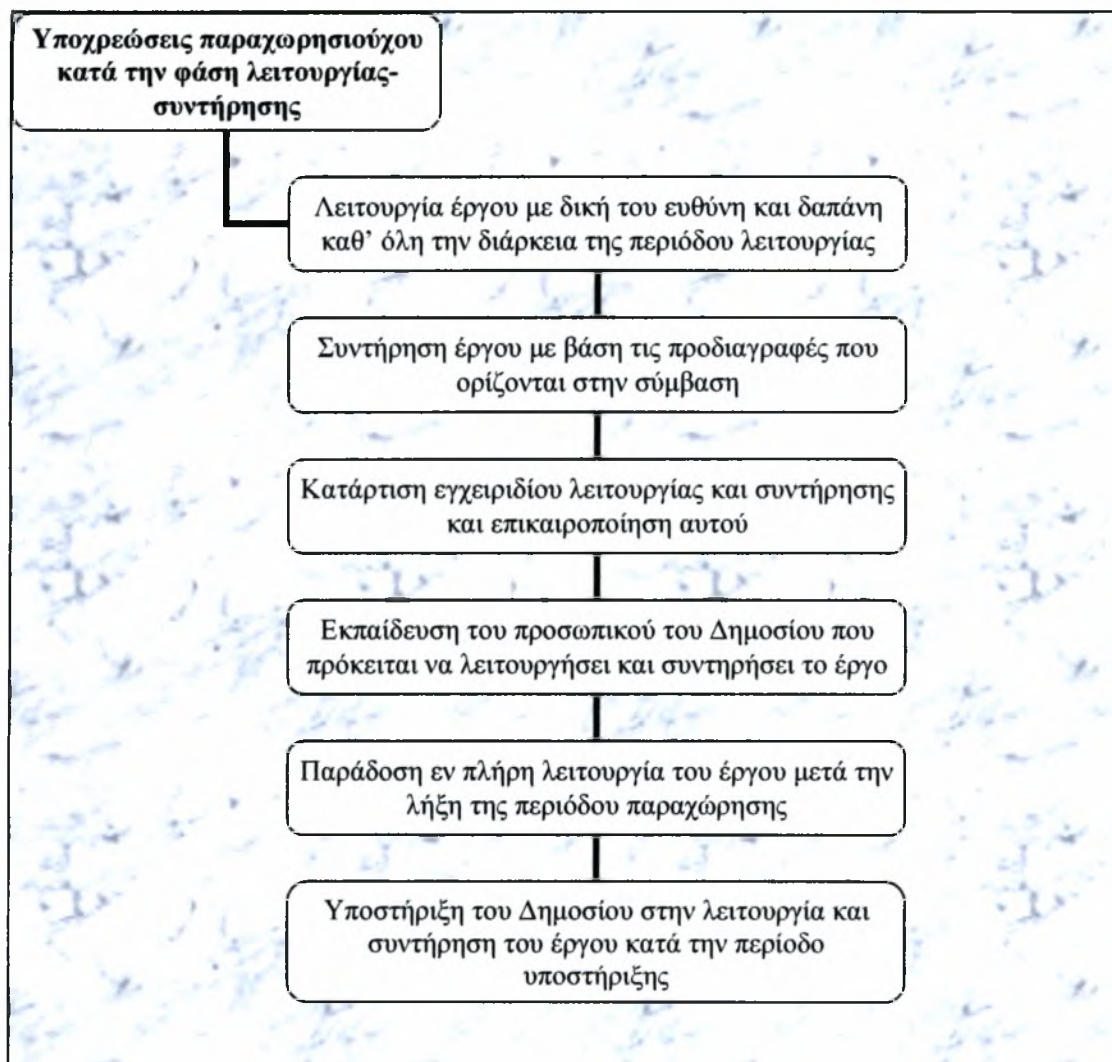 Υποχρεώσεις παραχωρησιούχου
κατά την φάση λειτουργίας-
συντήρησης
Λειτουργία έργου με δική του ευθύνη και δαπάνη
καθ’ όλη την διάρκεια της περιόδου λειτουργίας
Συντήρηση έργου με βάση τις προδιαγραφές που
ορίζονται στην σύμβαση
Κατάρτιση εγχειριδίου λειτουργίας και συντήρησης
και επικαιροποίηση αυτού
Εκπαίδευση του προσωπικού του Δημοσίου που
πρόκειται να λειτουργήσει και συντηρήσει το έργο
Παράδοση εν πλήρη λειτουργία του έργου μετά την
λήξη της περιόδου παραχώρησης
Υποστήριξη του Δημοσίου στην λειτουργία και
συντήρηση του έργου κατά την περίοδο
υποστήριξης